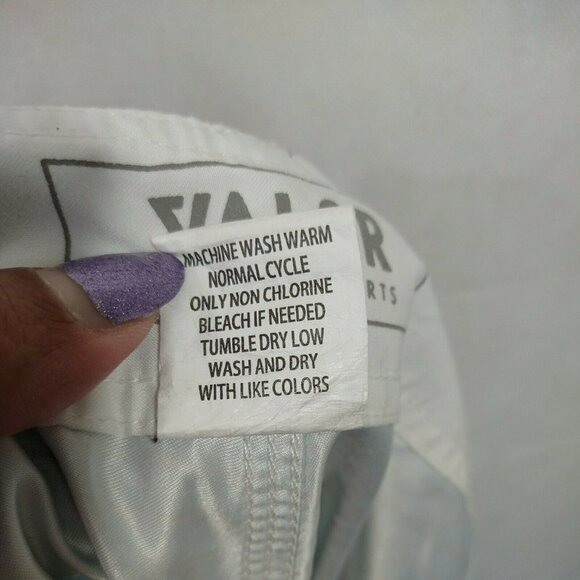 MACHINE WASH WARM
NORMAL CYCLE
ONLY NON CHLORINE
BLEACH IF NEEDED
TUMBLE DRY LOW
WASH AND DRY
WITH LIKE COLORS